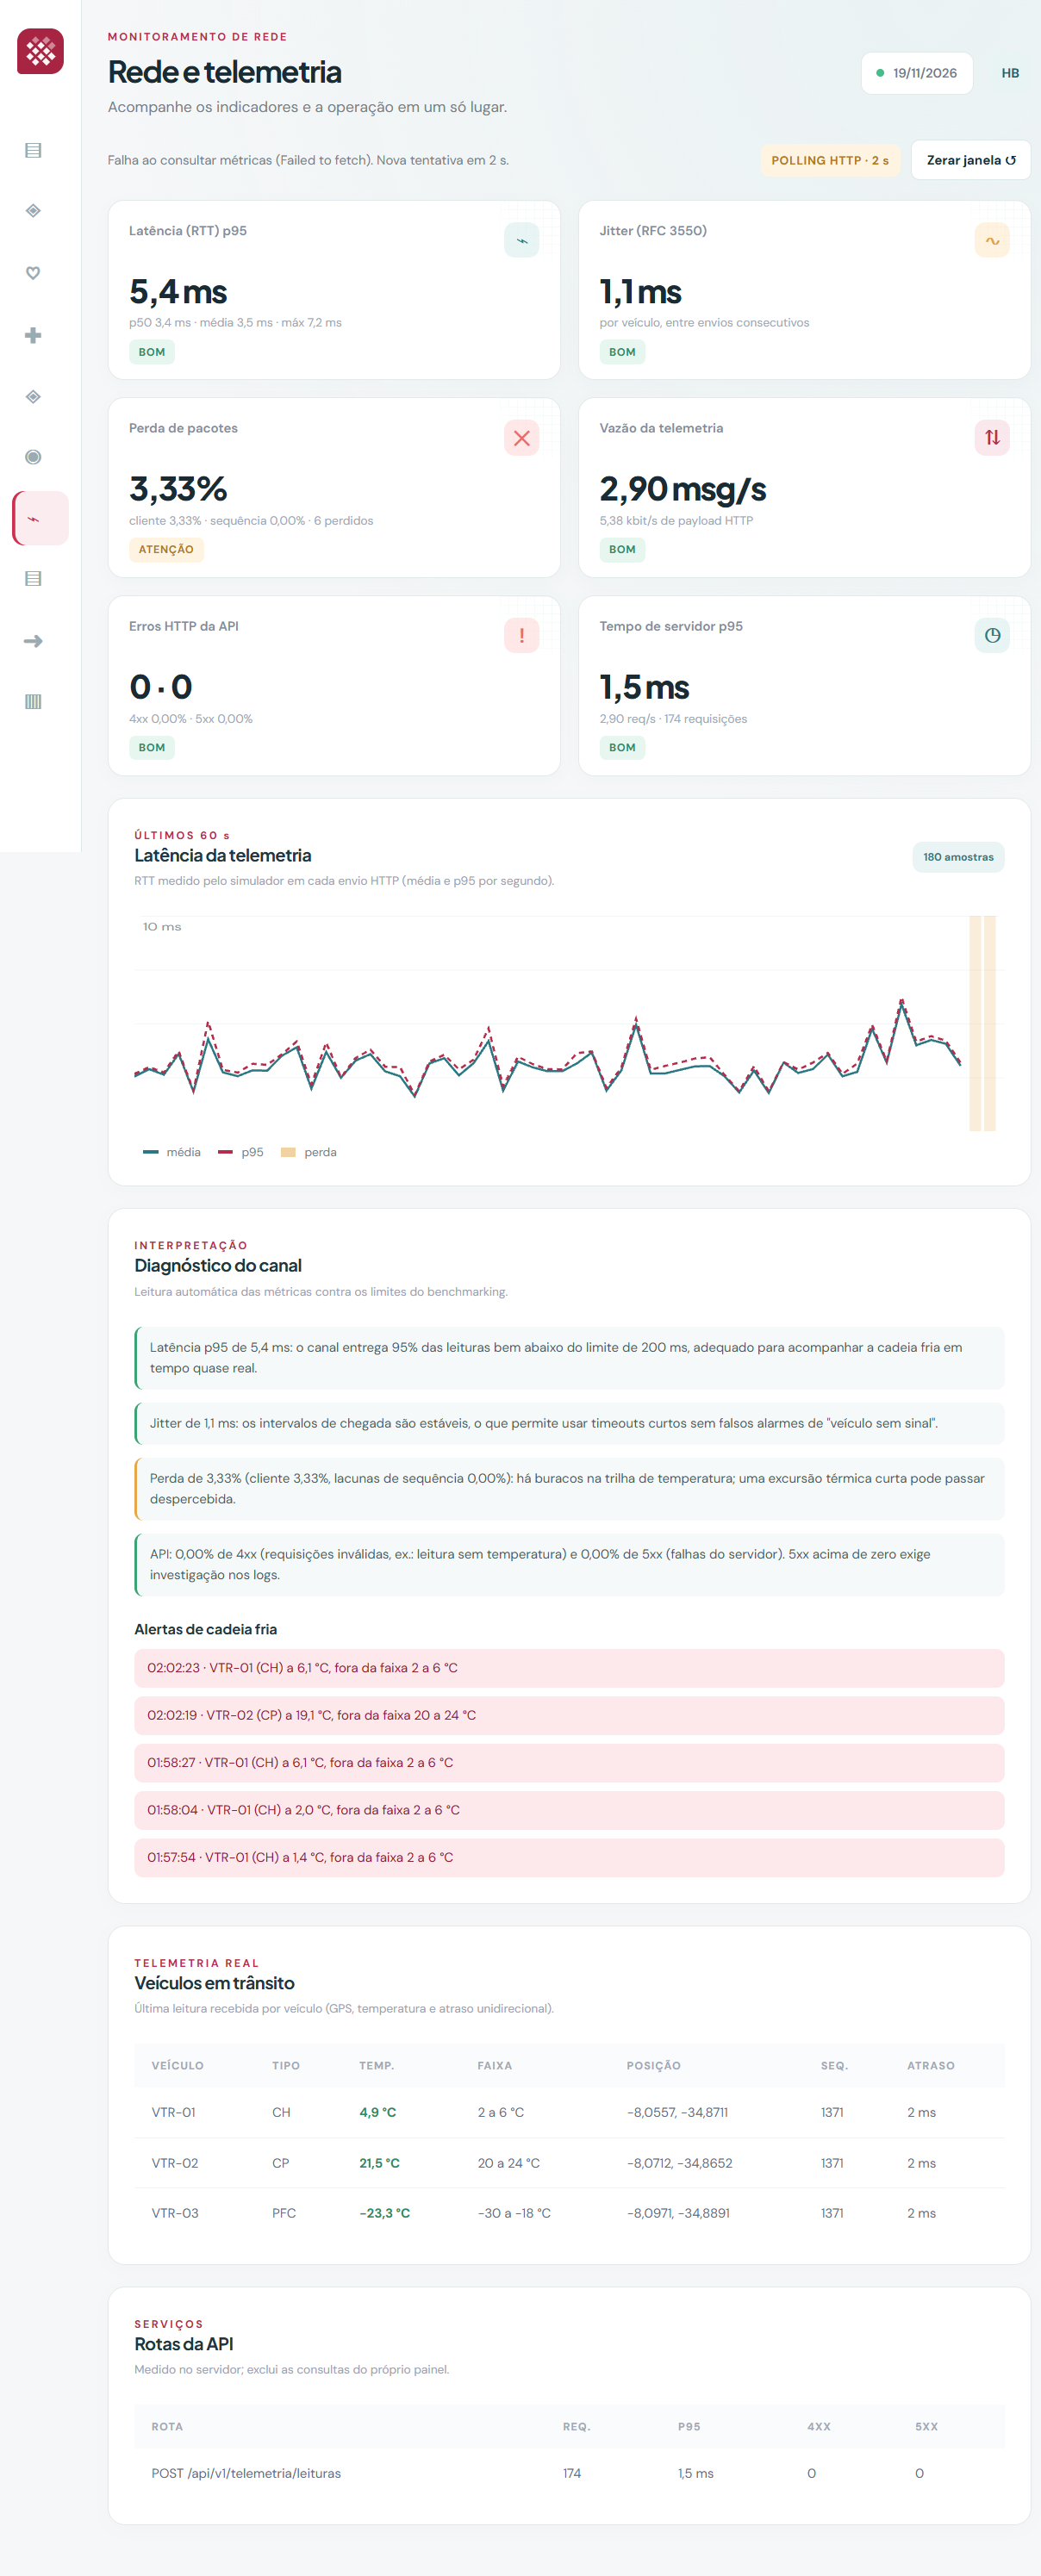 MONITORAMENTO DE REDE
Rede e telemetria
Acompanhe os indicadores e a operação em um só lugar.
19/11/2026
HB
Falha ao consultar métricas (Failed to fetch). Nova tentativa em 2 s.
POLLING HTTP · 2 s
Zerar janela ↺
Latência (RTT) p95
5,4 ms
p50 3,4 ms · média 3,5 ms · máx 7,2 ms
BOM
Jitter (RFC 3550)
1,1 ms
por veículo, entre envios consecutivos
BOM
Perda de pacotes
3,33%
cliente 3,33% · sequência 0,00% · 6 perdidos
ATENÇÃO
Vazão da telemetria
2,90 msg/s
5,38 kbit/s de payload HTTP
BOM
Erros HTTP da API
!
0 · 0
4xx 0,00% · 5xx 0,00%
BOM
Tempo de servidor p95
1,5 ms
2,90 req/s · 174 requisições
BOM
ÚLTIMOS 60 s
Latência da telemetria
RTT medido pelo simulador em cada envio HTTP (média e p95 por segundo).
180 amostras
10 ms
média
p95
perda
INTERPRETAÇÃO
Diagnóstico do canal
Leitura automática das métricas contra os limites do benchmarking.
Latência p95 de 5,4 ms: o canal entrega 95% das leituras bem abaixo do limite de 200 ms, adequado para acompanhar a cadeia fria em
tempo quase real.
Jitter de 1,1 ms: os intervalos de chegada são estáveis, o que permite usar timeouts curtos sem falsos alarmes de "veículo sem sinal".
Perda de 3,33% (cliente 3,33%, lacunas de sequência 0,00%): há buracos na trilha de temperatura; uma excursão térmica curta pode passar
despercebida.
API: 0,00% de 4xx (requisições inválidas, ex.: leitura sem temperatura) e 0,00% de 5xx (falhas do servidor). 5xx acima de zero exige
investigação nos logs.
Alertas de cadeia fria
02:02:23 · VTR-01 (CH) a 6,1 °C, fora da faixa 2 a 6 °C
02:02:19 · VTR-02 (CP) a 19,1 °C, fora da faixa 20 a 24 °C
01:58:27 · VTR-01 (CH) a 6,1 °C, fora da faixa 2 a 6 °C
01:58:04 · VTR-01 (CH) a 2,0 °C, fora da faixa 2 a 6 °C
01:57:54 · VTR-01 (CH) a 1,4 °C, fora da faixa 2 a 6 °C
TELEMETRIA REAL
Veículos em trânsito
Última leitura recebida por veículo (GPS, temperatura e atraso unidirecional).
VEÍCULO TIPO TEMP. FAIXA POSIÇÃO SEQ. ATRASO
VTR-01 CH 4,9 °C 2 a 6 °C -8,0557, -34,8711 1371 2 ms
VTR-02 CP 21,5 °C 20 a 24 °C -8,0712, -34,8652 1371 2 ms
VTR-03 PFC -23,3 °C -30 a -18 °C -8,0971, -34,8891 1371 2 ms
SERVIÇOS
Rotas da API
Medido no servidor; exclui as consultas do próprio painel.
ROTA REQ. P95 4XX 5XX
POST /api/v1/telemetria/leituras 174 1,5 ms 0 0